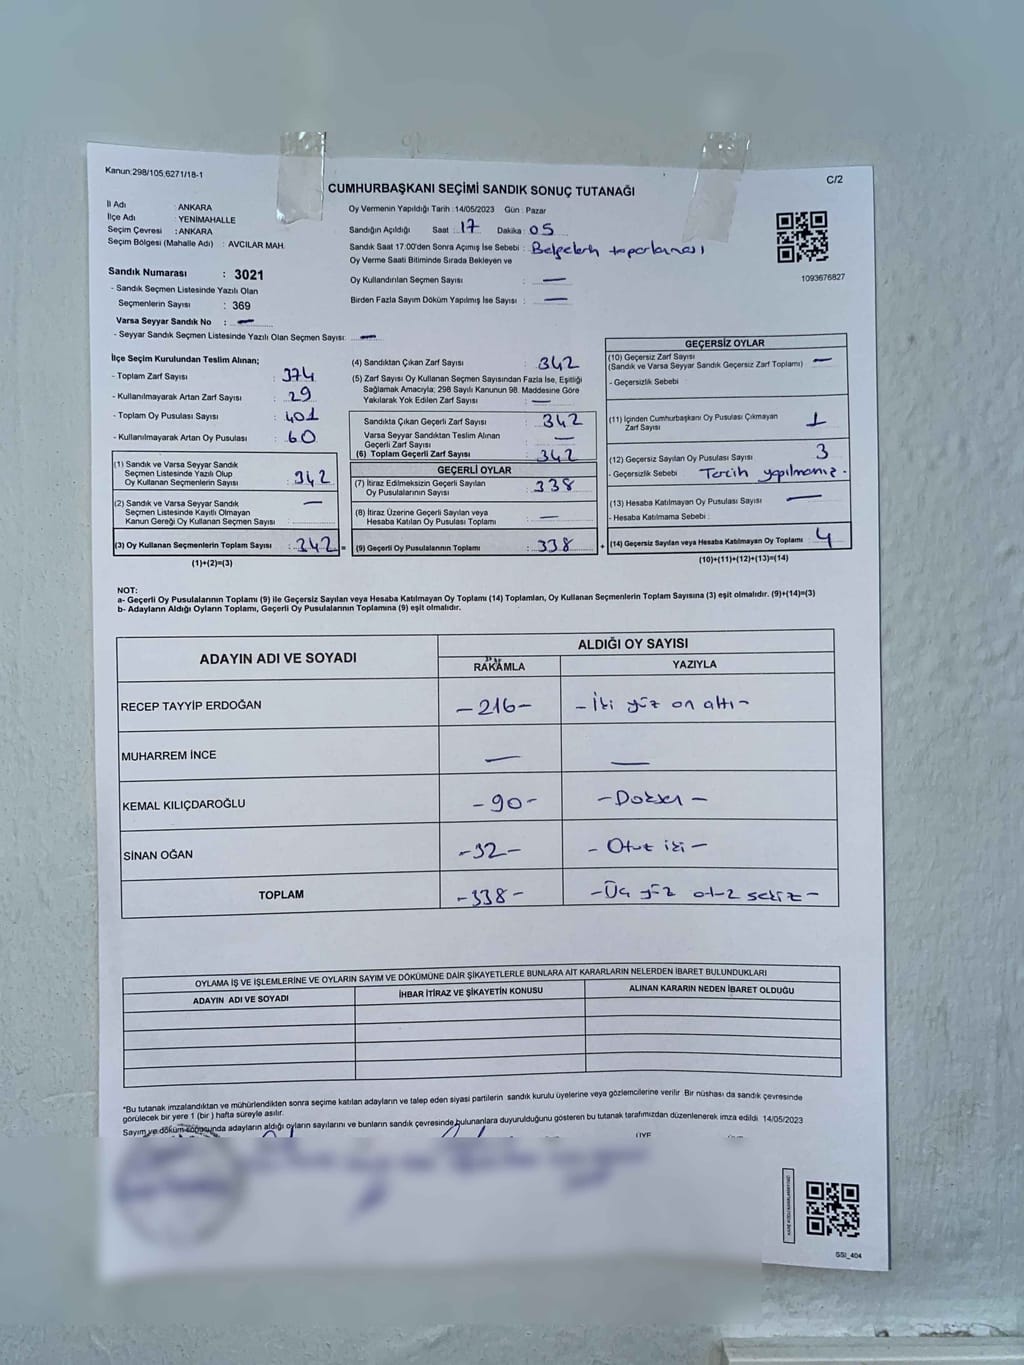 Kanun:298/105,6271/18-1
C/2
CUMHURBAŞKANI SEÇİMİ SANDIK SONUÇ TUTANAĞI
İl Adı : ANKARA
İlçe Adı : YENİMAHALLE
Seçim Çevresi : ANKARA
Seçim Bölgesi (Mahalle Adı) : AVCILAR MAH.
Sandık Numarası : 3021
- Sandık Seçmen Listesinde Yazılı Olan
Seçmenlerin Sayısı : 369
Varsa Seyyar Sandık No : —
- Seyyar Sandık Seçmen Listesinde Yazılı Olan Seçmen Sayısı: —
Oy Vermenin Yapıldığı Tarih : 14/05/2023 Gün : Pazar
Sandığın Açıldığı Saat : 17 Dakika : 05
Sandık Saat 17:00'den Sonra Açımış İse Sebebi : Belgelerin toparlanması
Oy Verme Saati Bitiminde Sırada Bekleyen ve
Oy Kullandırılan Seçmen Sayısı : —
Birden Fazla Sayım Döküm Yapılmış İse Sayısı : —
1093676827
İlçe Seçim Kurulundan Teslim Alınan;
- Toplam Zarf Sayısı : 374
- Kullanılmayarak Artan Zarf Sayısı : 29
- Toplam Oy Pusulası Sayısı : 401
- Kullanılmayarak Artan Oy Pusulası : 60
(1) Sandık ve Varsa Seyyar Sandık
Seçmen Listesinde Yazılı Olup
Oy Kullanan Seçmenlerin Sayısı : 342
(2) Sandık ve Varsa Seyyar Sandık
Seçmen Listesinde Kayıtlı Olmayan
Kanun Gereği Oy Kullanan Seçmen Sayısı : —
(3) Oy Kullanan Seçmenlerin Toplam Sayısı : 342 =
(1)+(2)=(3)
(4) Sandıktan Çıkan Zarf Sayısı : 342
(5) Zarf Sayısı Oy Kullanan Seçmen Sayısından Fazla İse, Eşitliği
Sağlamak Amacıyla; 298 Sayılı Kanunun 98. Maddesine Göre
Yakılarak Yok Edilen Zarf Sayısı : —
Sandıkta Çıkan Geçerli Zarf Sayısı : 342
Varsa Seyyar Sandıktan Teslim Alınan
Geçerli Zarf Sayısı : —
(6) Toplam Geçerli Zarf Sayısı : 342
GEÇERLİ OYLAR
(7) İtiraz Edilmeksizin Geçerli Sayılan
Oy Pusulalarının Sayısı : 338
(8) İtiraz Üzerine Geçerli Sayılan veya
Hesaba Katılan Oy Pusulası Toplamı : —
(9) Geçerli Oy Pusulalarının Toplamı : 338 +
GEÇERSİZ OYLAR
(10) Geçersiz Zarf Sayısı
(Sandık ve Varsa Seyyar Sandık Geçersiz Zarf Toplamı) : —
- Geçersizlik Sebebi
(11) İçinden Cumhurbaşkanı Oy Pusulası Çıkmayan
Zarf Sayısı : 1
(12) Geçersiz Sayılan Oy Pusulası Sayısı : 3
- Geçersizlik Sebebi : Tercih yapılmamış.
(13) Hesaba Katılmayan Oy Pusulası Sayısı : —
- Hesaba Katılmama Sebebi :
(14) Geçersiz Sayılan veya Hesaba Katılmayan Oy Toplamı : 4
(10)+(11)+(12)+(13)=(14)
NOT:
a- Geçerli Oy Pusulalarının Toplamı (9) ile Geçersiz Sayılan veya Hesaba Katılmayan Oy Toplamı (14) Toplamları, Oy Kullanan Seçmenlerin Toplam Sayısına (3) eşit olmalıdır. (9)+(14)=(3)
b- Adayların Aldığı Oyların Toplamı, Geçerli Oy Pusulalarının Toplamına (9) eşit olmalıdır.
ADAYIN ADI VE SOYADI
ALDIĞI OY SAYISI
RAKAMLA YAZIYLA
RECEP TAYYİP ERDOĞAN -216- -İki yüz on altı-
MUHARREM İNCE — —
KEMAL KILIÇDAROĞLU -90- -Doksan-
SİNAN OĞAN -32- -Otuz iki-
TOPLAM -338- -Üç yüz otuz sekiz-
OYLAMA İŞ VE İŞLEMLERİNE VE OYLARIN SAYIM VE DÖKÜMÜNE DAİR ŞİKAYETLERLE BUNLARA AİT KARARLARIN NELERDEN İBARET BULUNDUKLARI
ADAYIN ADI VE SOYADI İHBAR İTİRAZ VE ŞİKAYETİN KONUSU ALINAN KARARIN NEDEN İBARET OLDUĞU
*Bu tutanak imzalandıktan ve mühürlendikten sonra seçime katılan adayların ve talep eden siyasi partilerin sandık kurulu üyelerine veya gözlemcilerine verilir. Bir nüshası da sandık çevresinde
görülecek bir yere 1 (bir) hafta süreyle asılır.
Sayım ve döküm sonucunda adayların aldığı oyların sayılarını ve bunların sandık çevresinde bulunanlara duyurulduğunu gösteren bu tutanak tarafımızdan düzenlenerek imza edildi. 14/05/2023
SSI_404